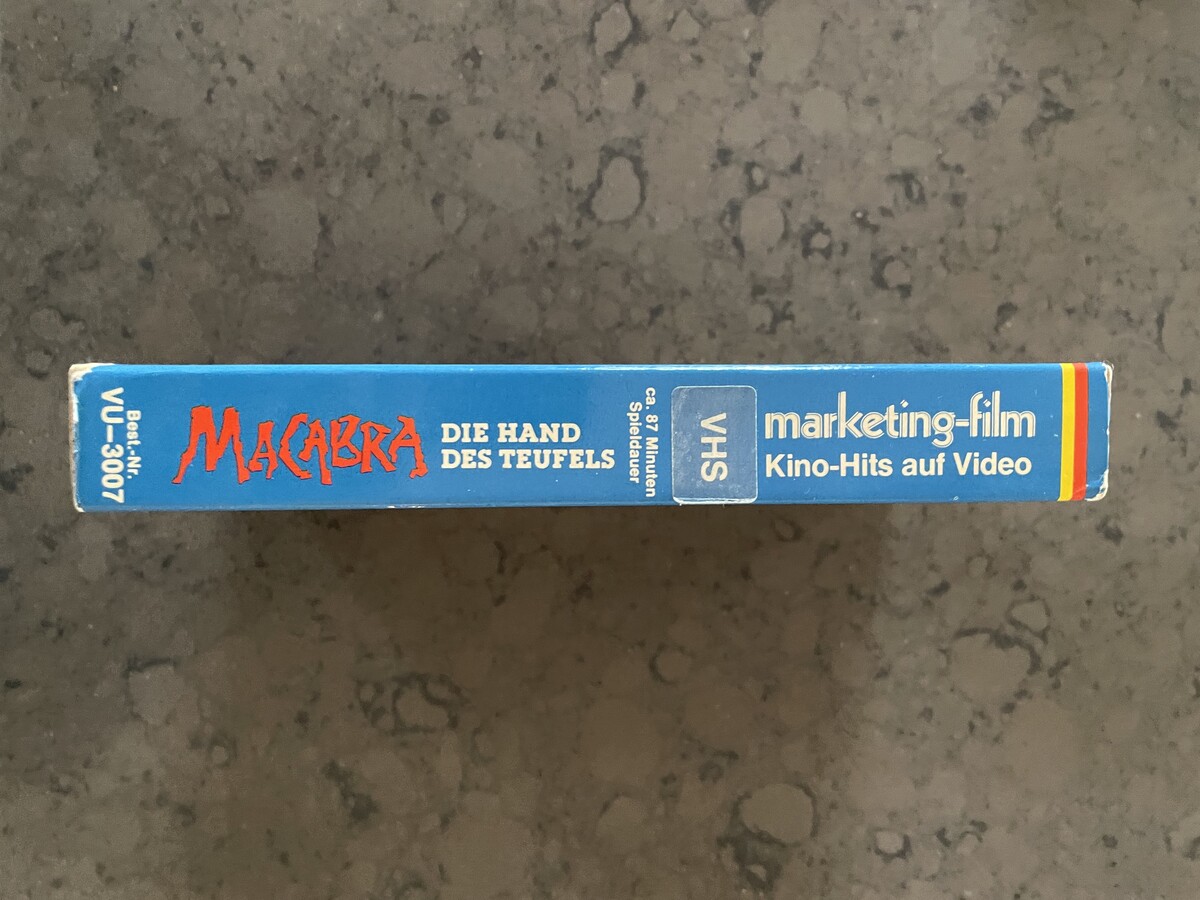 Best.-Nr.
VU—3007
MACABRA
DIE HAND
DES TEUFELS
ca. 87 Minuten
Spieldauer
VHS
marketing-film
Kino-Hits auf Video